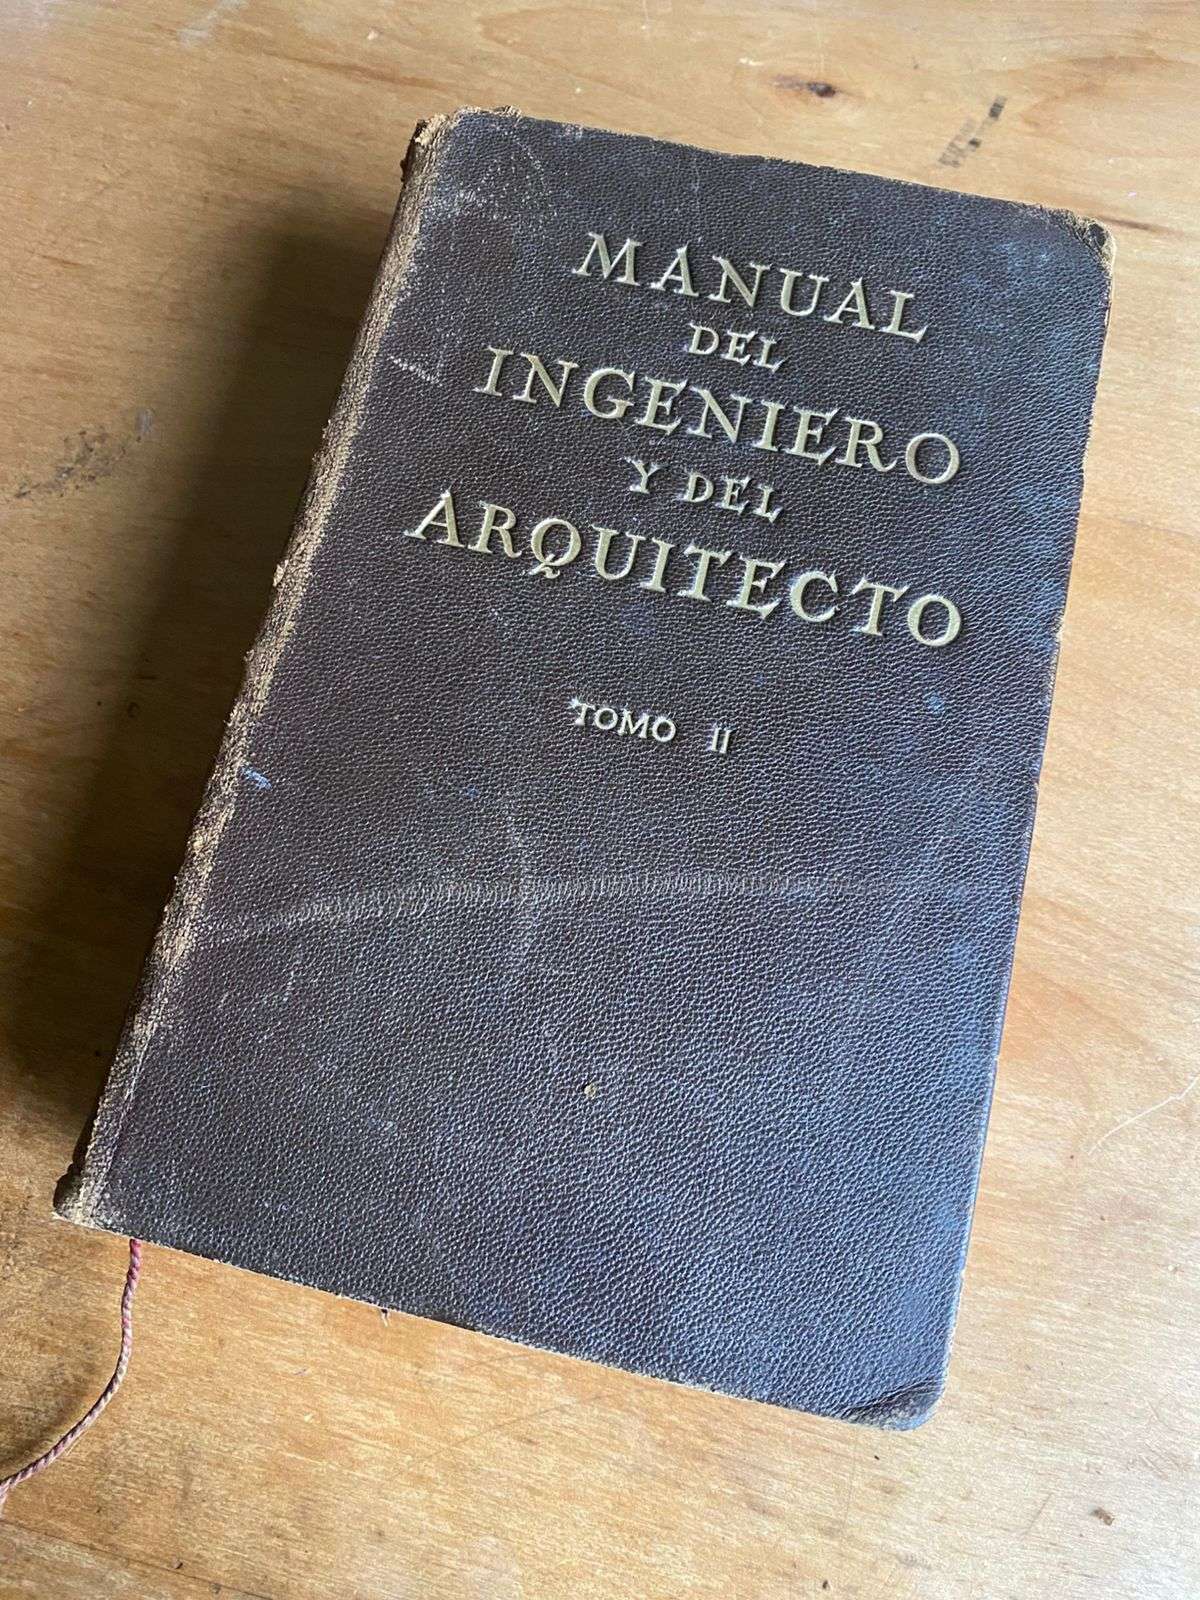 MANUAL
DEL
INGENIERO
Y DEL
ARQUITECTO
TOMO II